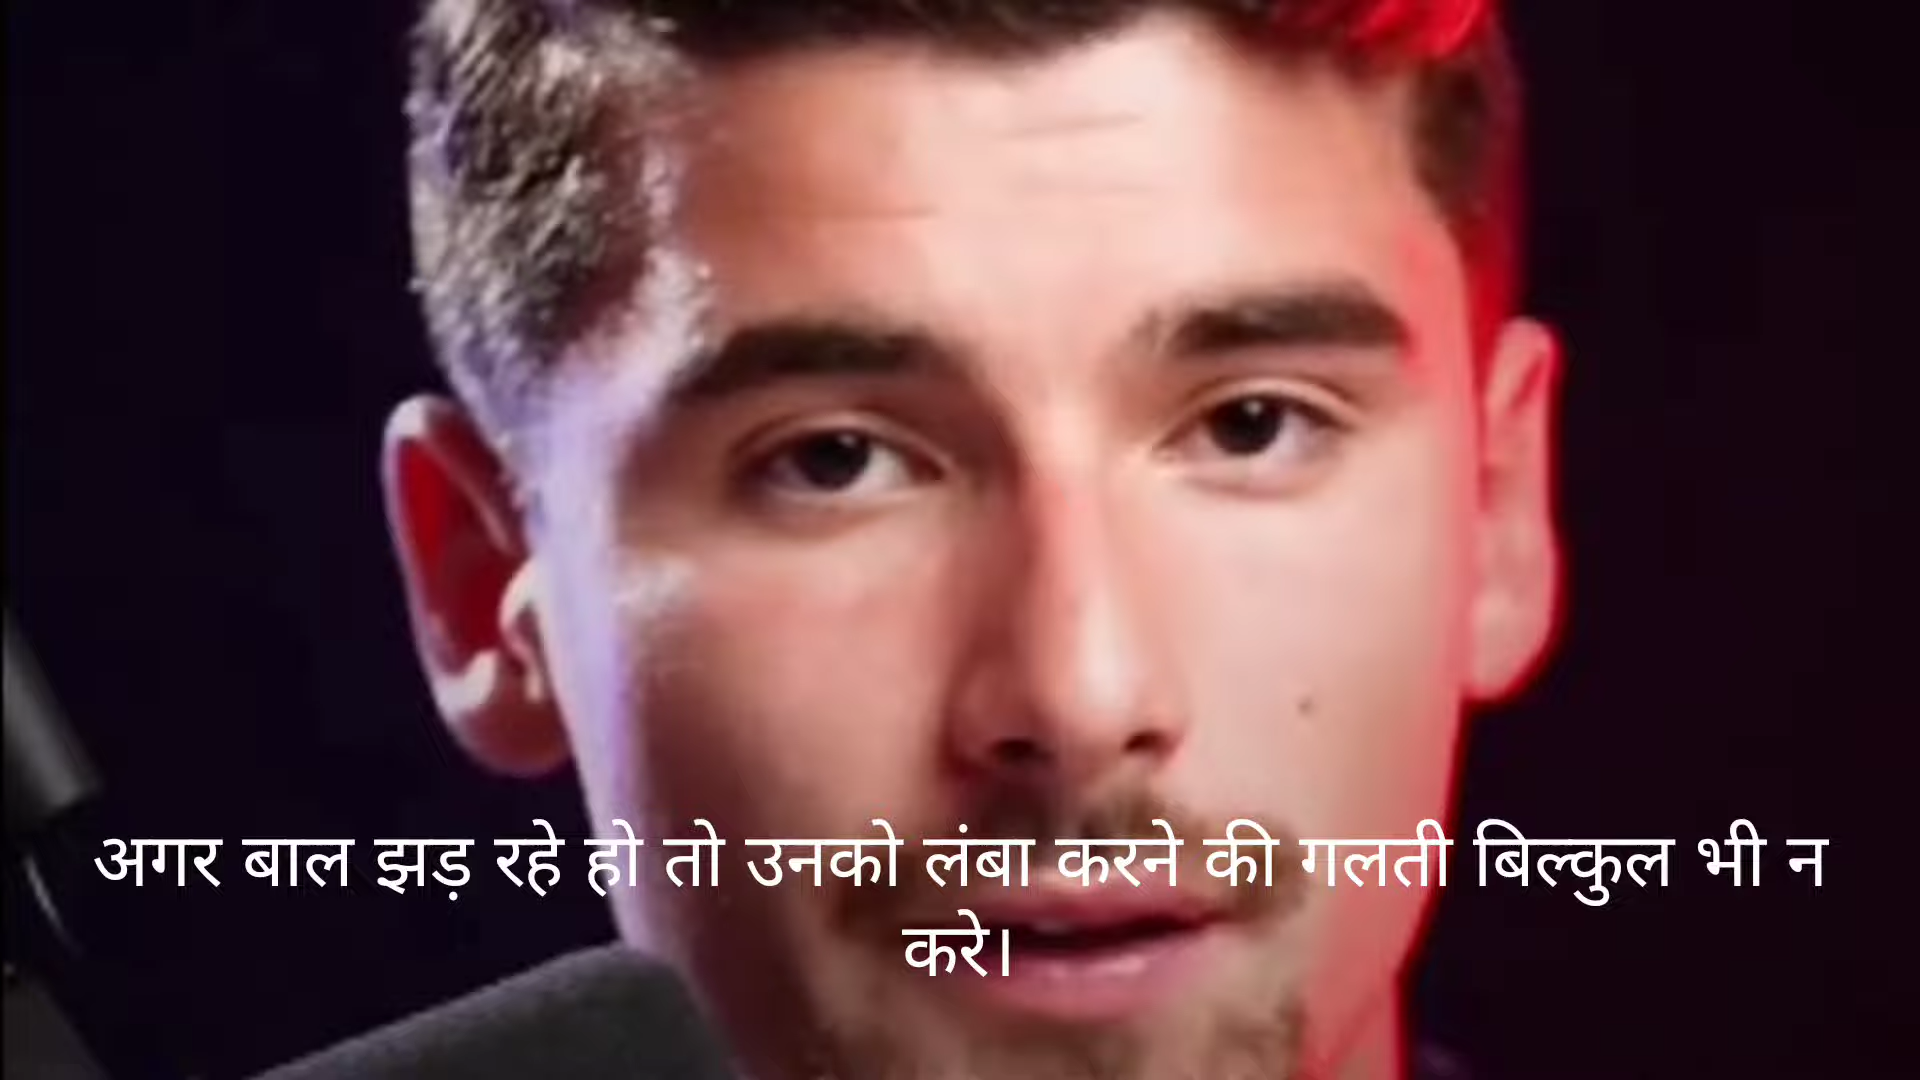 अगर बाल झड़ रहे हो तो उनको लंबा करने की गलती बिल्कुल भी न
करे।